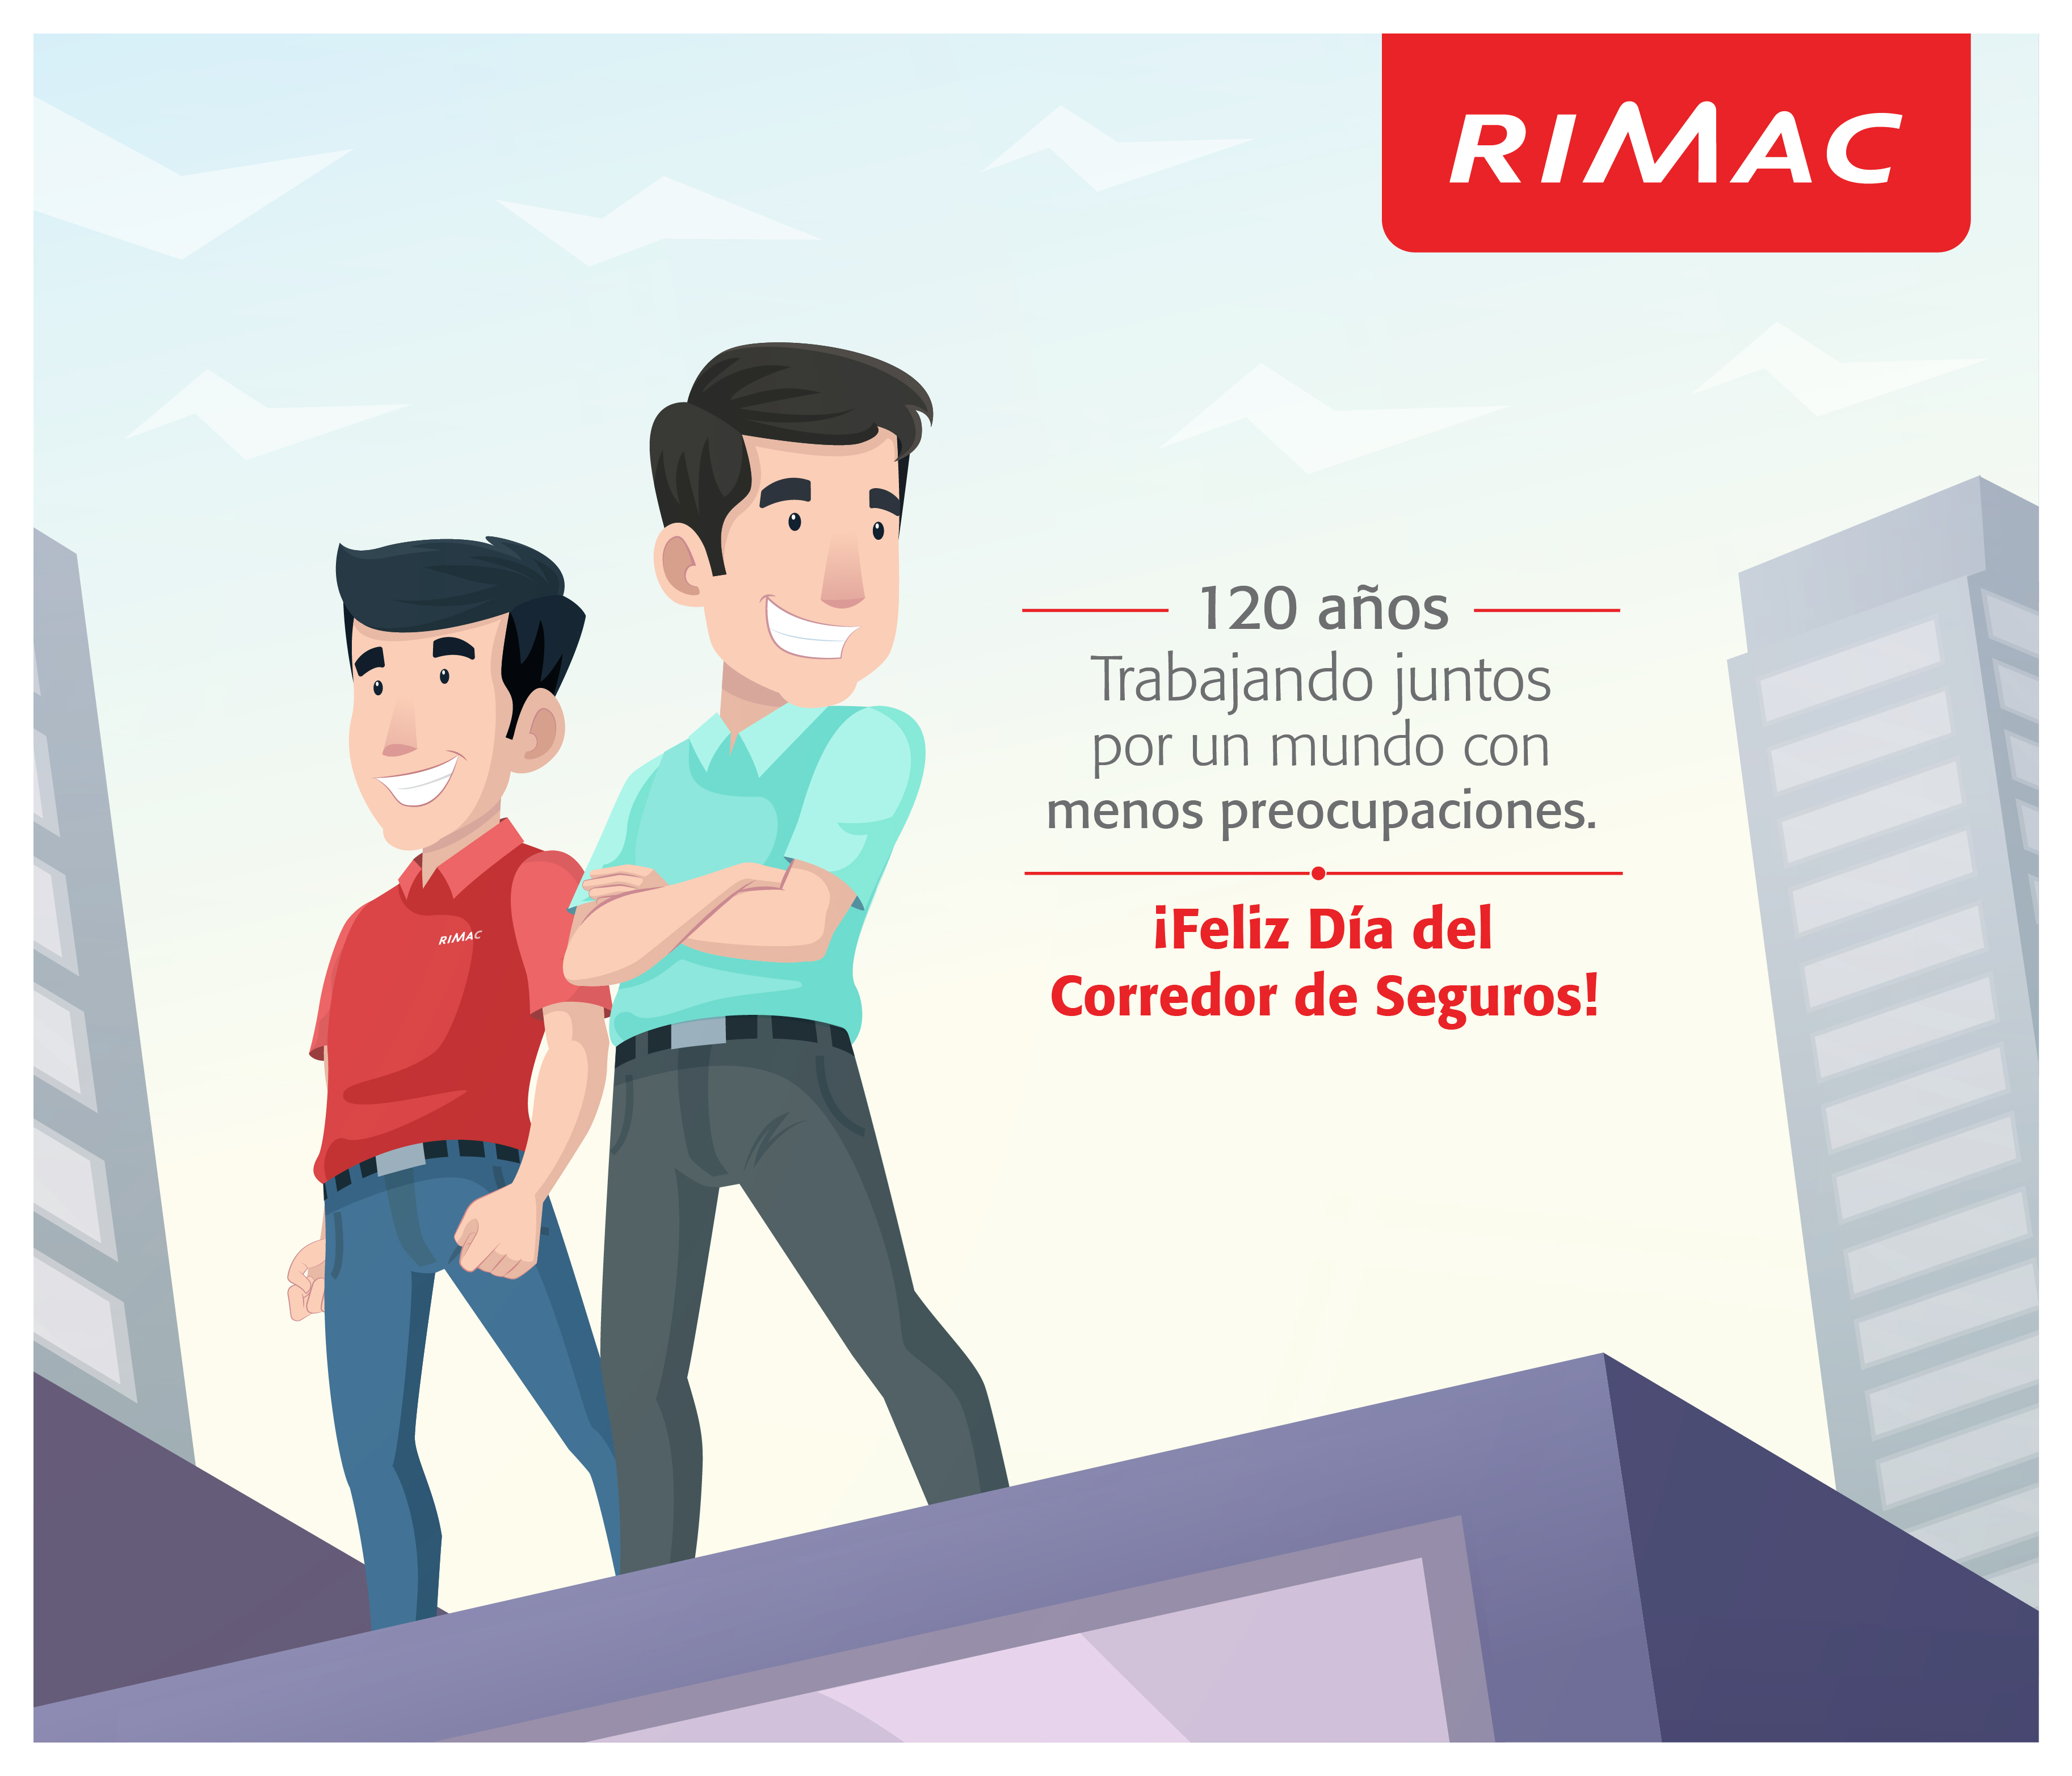 RIMAC
120 años
Trabajando juntos
por un mundo con
menos preocupaciones.
¡Feliz Día del
Corredor de Seguros!
RIMAC